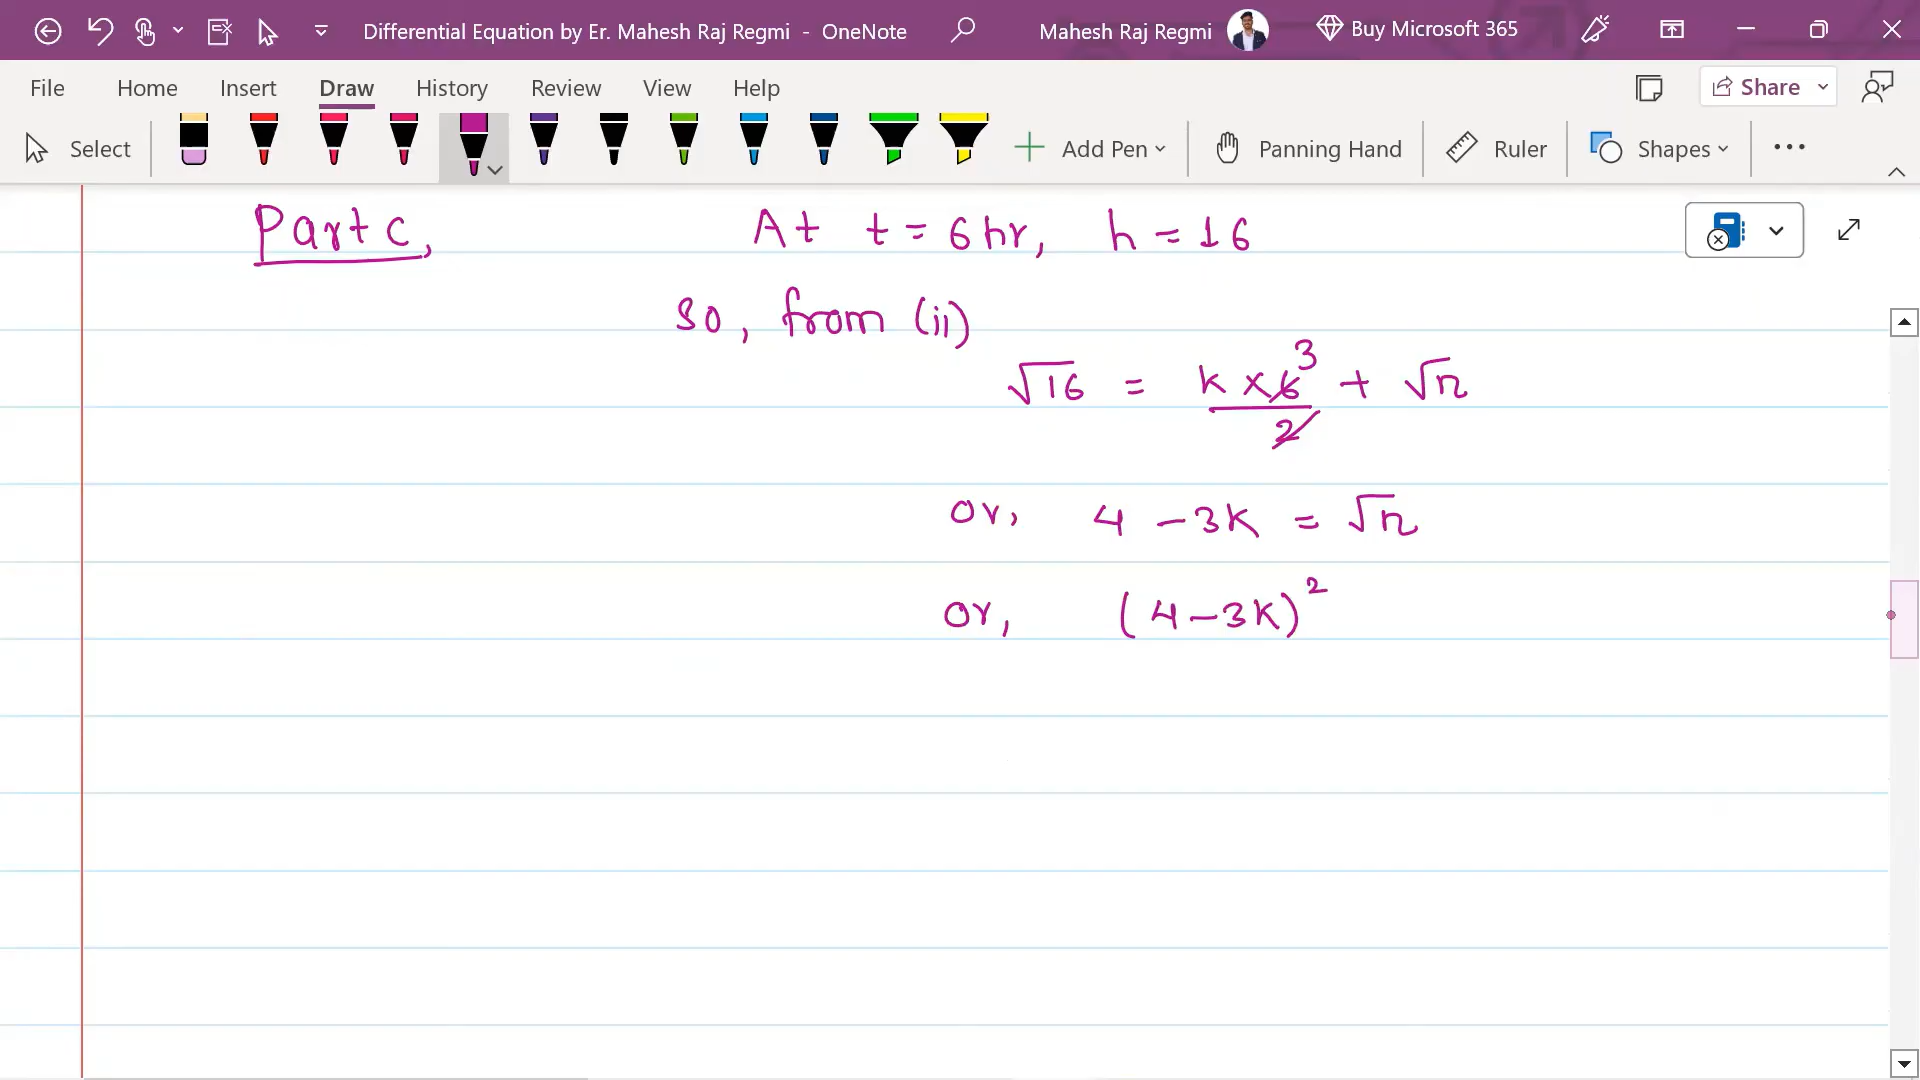 Differential Equation by Er. Mahesh Raj Regmi - OneNote
Mahesh Raj Regmi
Buy Microsoft 365
File Home Insert Draw History Review View Help
Share
Select
Add Pen
Panning Hand
Ruler
Shapes
Part c, At t = 6 hr, h = 16
So, from (ii)
√16 = k × 6³ / 2 + √n
or, 4 - 3k = √n
or, (4-3k)²